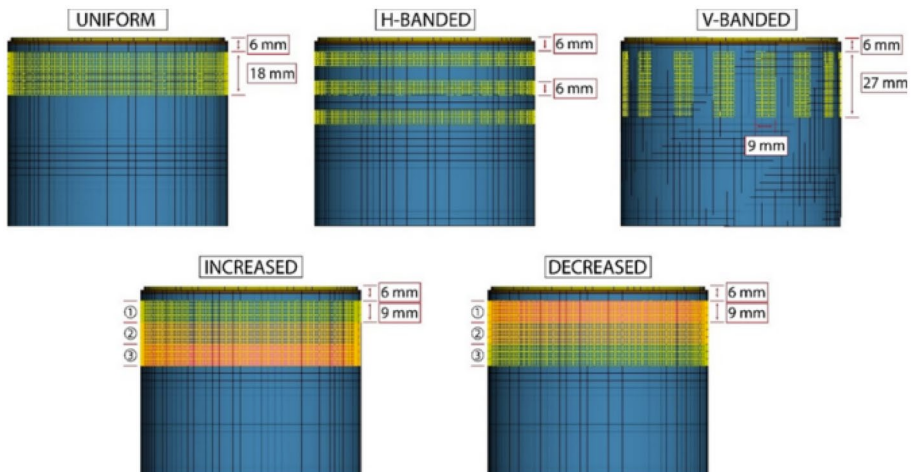 UNIFORM
6 mm
18 mm
H-BANDED
6 mm
6 mm
V-BANDED
6 mm
27 mm
9 mm
INCREASED
6 mm
9 mm
①
②
③
DECREASED
6 mm
9 mm
①
②
③